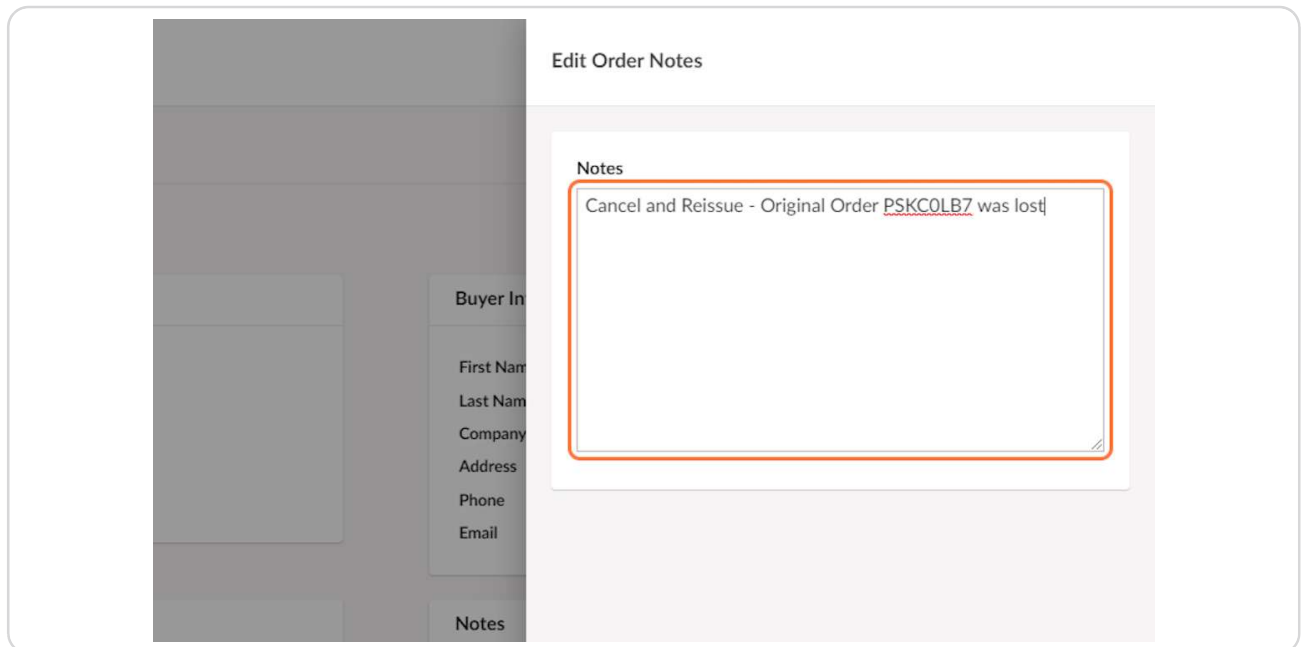 Edit Order Notes
Notes
Cancel and Reissue - Original Order PSKC0LB7 was lost
Buyer In
First Nam
Last Nam
Company
Address
Phone
Email
Notes